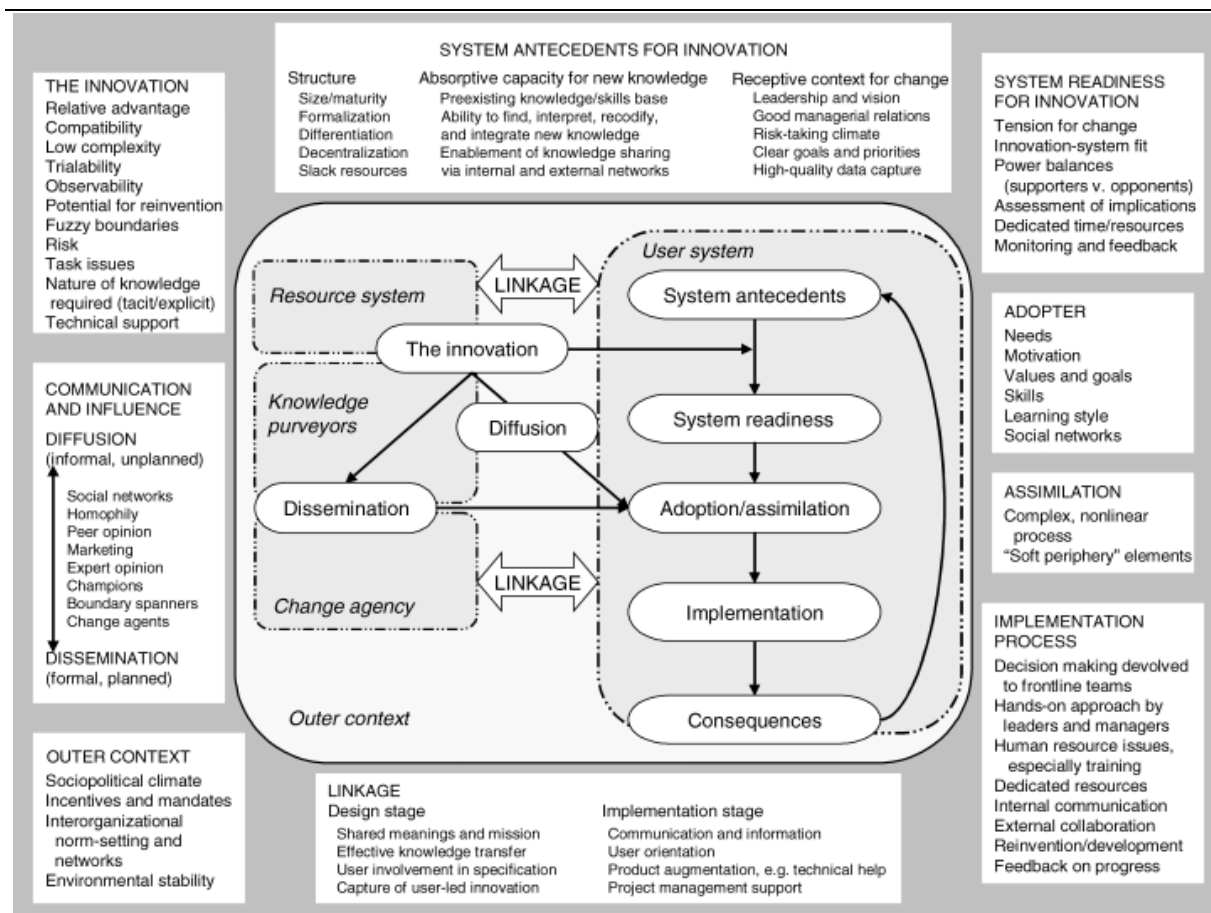 SYSTEM ANTECEDENTS FOR INNOVATION
Structure
Size/maturity
Formalization
Differentiation
Decentralization
Slack resources
Absorptive capacity for new knowledge
Preexisting knowledge/skills base
Ability to find, interpret, recodify,
and integrate new knowledge
Enablement of knowledge sharing
via internal and external networks
Receptive context for change
Leadership and vision
Good managerial relations
Risk-taking climate
Clear goals and priorities
High-quality data capture
THE INNOVATION
Relative advantage
Compatibility
Low complexity
Trialability
Observability
Potential for reinvention
Fuzzy boundaries
Risk
Task issues
Nature of knowledge
required (tacit/explicit)
Technical support
COMMUNICATION
AND INFLUENCE
DIFFUSION
(informal, unplanned)
Social networks
Homophily
Peer opinion
Marketing
Expert opinion
Champions
Boundary spanners
Change agents
DISSEMINATION
(formal, planned)
OUTER CONTEXT
Sociopolitical climate
Incentives and mandates
Interorganizational
norm-setting and
networks
Environmental stability
Resource system
LINKAGE
User system
System antecedents
The innovation
Knowledge
purveyors
Diffusion
System readiness
Dissemination
Adoption/assimilation
Change agency
LINKAGE
Implementation
Outer context
Consequences
SYSTEM READINESS
FOR INNOVATION
Tension for change
Innovation-system fit
Power balances
(supporters v. opponents)
Assessment of implications
Dedicated time/resources
Monitoring and feedback
ADOPTER
Needs
Motivation
Values and goals
Skills
Learning style
Social networks
ASSIMILATION
Complex, nonlinear
process
“Soft periphery” elements
IMPLEMENTATION
PROCESS
Decision making devolved
to frontline teams
Hands-on approach by
leaders and managers
Human resource issues,
especially training
Dedicated resources
Internal communication
External collaboration
Reinvention/development
Feedback on progress
LINKAGE
Design stage
Shared meanings and mission
Effective knowledge transfer
User involvement in specification
Capture of user-led innovation
Implementation stage
Communication and information
User orientation
Product augmentation, e.g. technical help
Project management support